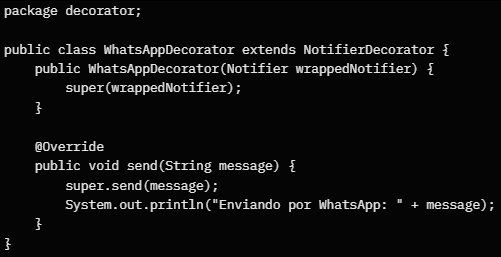 package decorator;

public class WhatsAppDecorator extends NotifierDecorator {
    public WhatsAppDecorator(Notifier wrappedNotifier) {
        super(wrappedNotifier);
    }

    @Override
    public void send(String message) {
        super.send(message);
        System.out.println("Enviando por WhatsApp: " + message);
    }
}